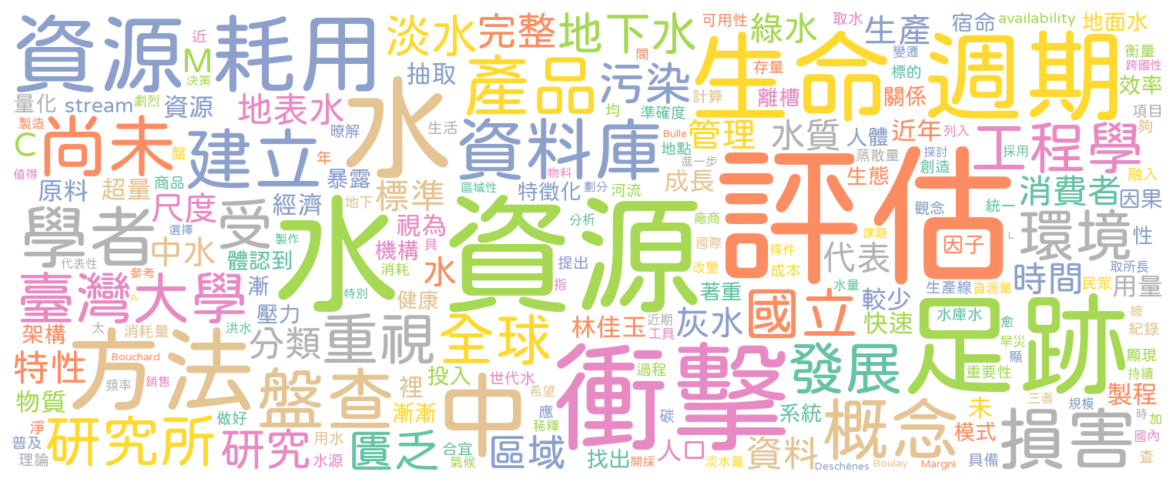 資源耗用
近
M
決策
淡水
完整
地下水
可用性
綠水
取水
生產
宿命
availability
地面水
衡量
跨國性
變遷
標的
效率
量化
stream
劇烈
資源
地表水
抽取
產品
污染
存量
計算
離槽
關係
生命週期
項目
夠
製造
C
尚未
盤
建立
瞭解
水
生活
資料庫
均
準確度
Bulle
地點
管理
水質
人體
近年
列入
工程學
採用
值得
原料
超量
商品
年
暴露
標準
地下
區域性
物料
特徵化
劃分
河流
進一步
成長
蒸散量
生態
探討
創造
消費者
融入
因果
學者
受
選擇
尺度
經濟
視為
機構
具
水資源
分析
廠商
國際
評估
觀念
統一
因子
L
環境
性
代表性
中水
體認到
製作
消耗
水
提出
改變
課題
條件
成本
代表
取所長
臺灣大學
參考
A
漸
特別
健康
指
著重
水量
較少
生產線
資源量
時間
民眾
用量
架構
太
消耗量
洪水
壓力
林佳玉
近期
工具
灰水
國立
快速
水庫水
愈
旱災
總
紀錄
特性
Bouchard
方法
分類
重視
全球
間
過程
衝擊
發展
足跡
顯
重要性
顯現
持續
物質
頻率
銷售
盤查
裡
投入
世代水
希望
中
製程
淨
做好
漸漸
應
稀釋
碳
系統
概念
未
三者
規模
時
加
普及
理論
研究所
研究
用水
水源
匱乏
合宜
氣候
區域
找出
開採
人口
淡水量
資料
Deschênes
Boulay
Margni
模式
具備
損害
國內
查